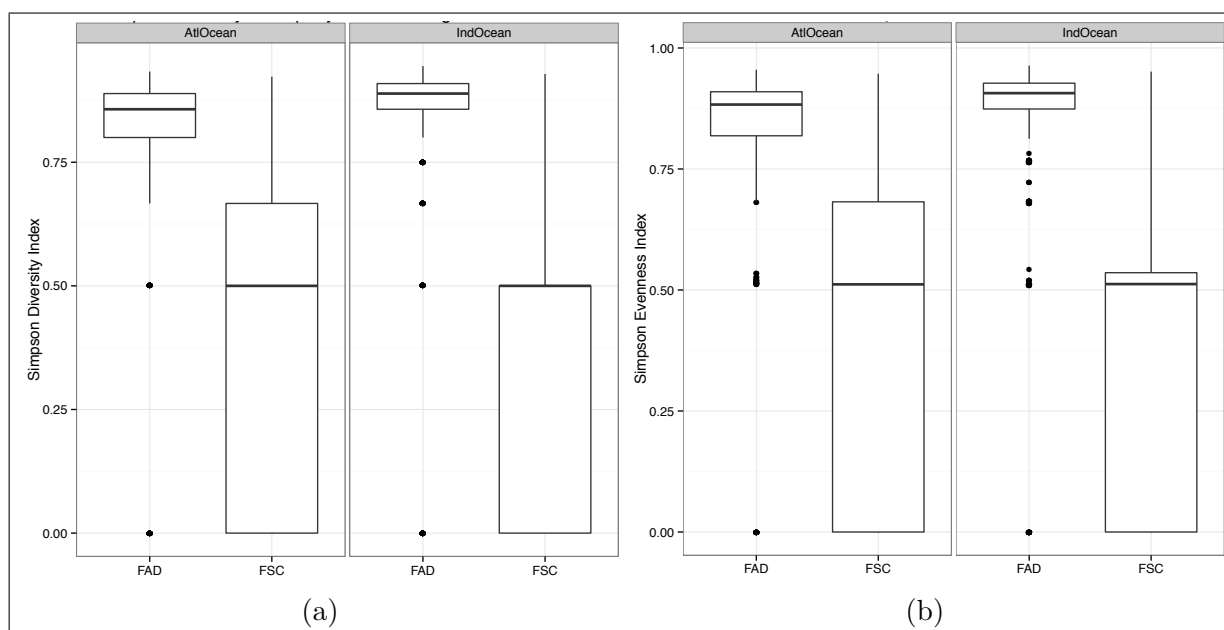 AtlOcean IndOcean
AtlOcean IndOcean
Simpson Diversity Index
0.75
0.50
0.25
0.00
FAD FSC FAD FSC
(a)
Simpson Evenness Index
1.00
0.75
0.50
0.25
0.00
FAD FSC FAD FSC
(b)